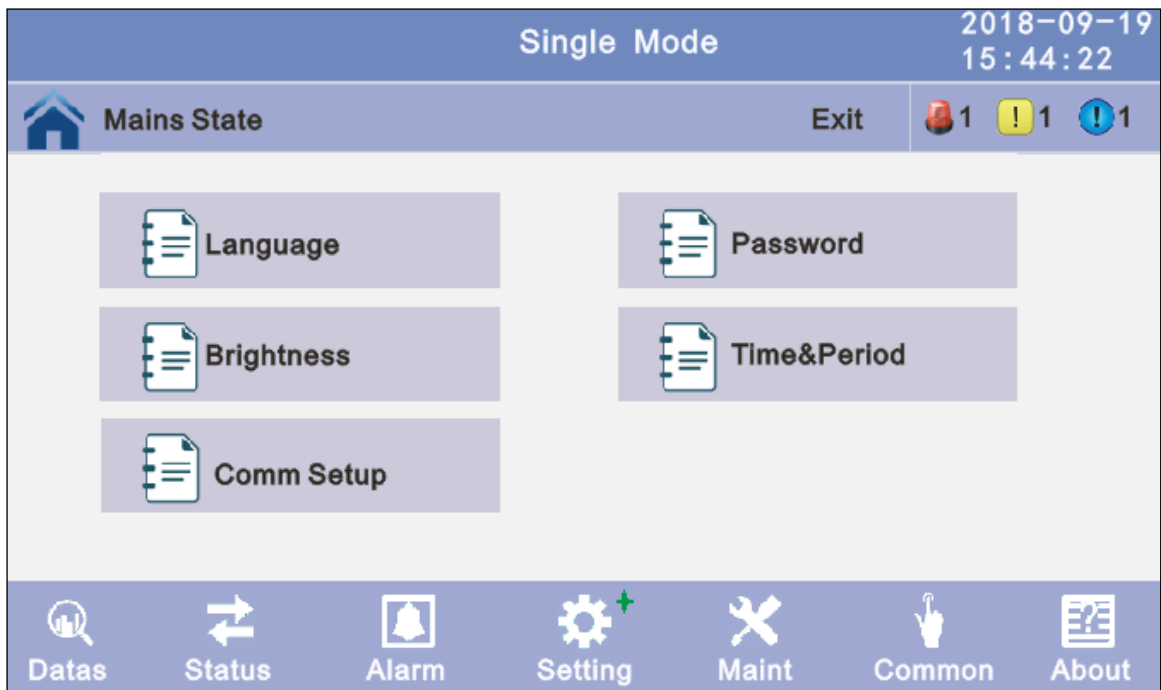 Single Mode
2018-09-19
15:44:22
Mains State
Exit
1
! 1
! 1
Language
Password
Brightness
Time&Period
Comm Setup
Datas
Status
Alarm
Setting
Maint
Common
About